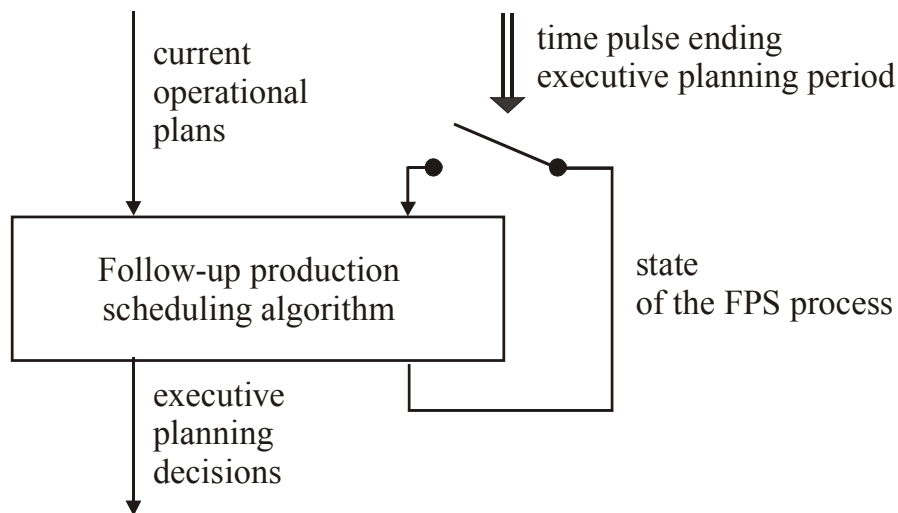 current
operational
plans
time pulse ending
executive planning period
Follow-up production
scheduling algorithm
state
of the FPS process
executive
planning
decisions